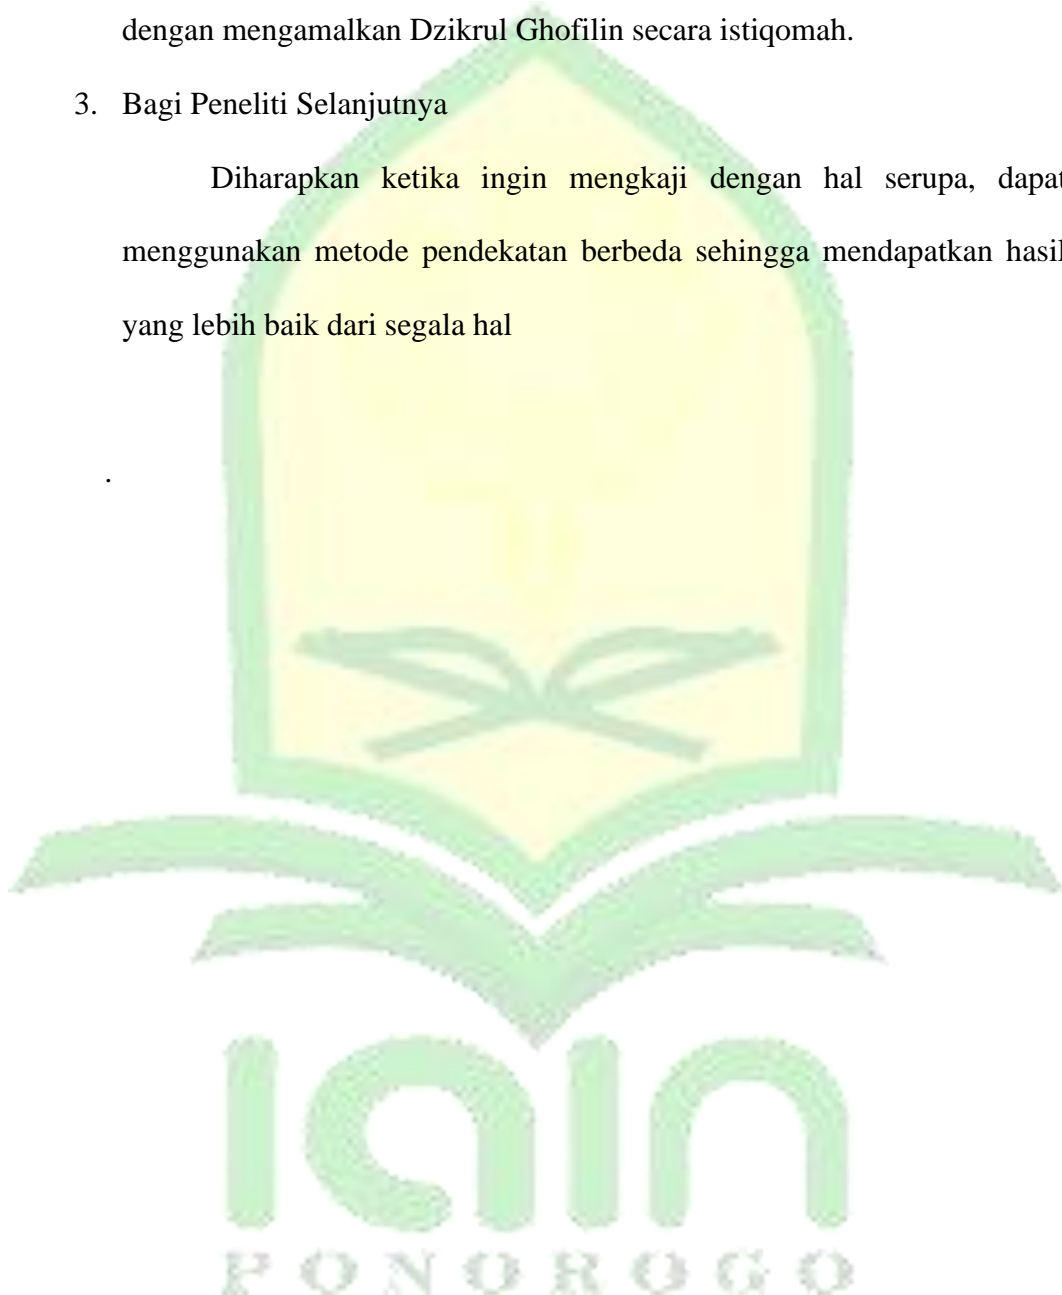 dengan mengamalkan Dzikrul Ghofilin secara istiqomah.
3. Bagi Peneliti Selanjutnya
Diharapkan ketika ingin mengkaji dengan hal serupa, dapat
menggunakan metode pendekatan berbeda sehingga mendapatkan hasil
yang lebih baik dari segala hal
.
iain
PONOROGO